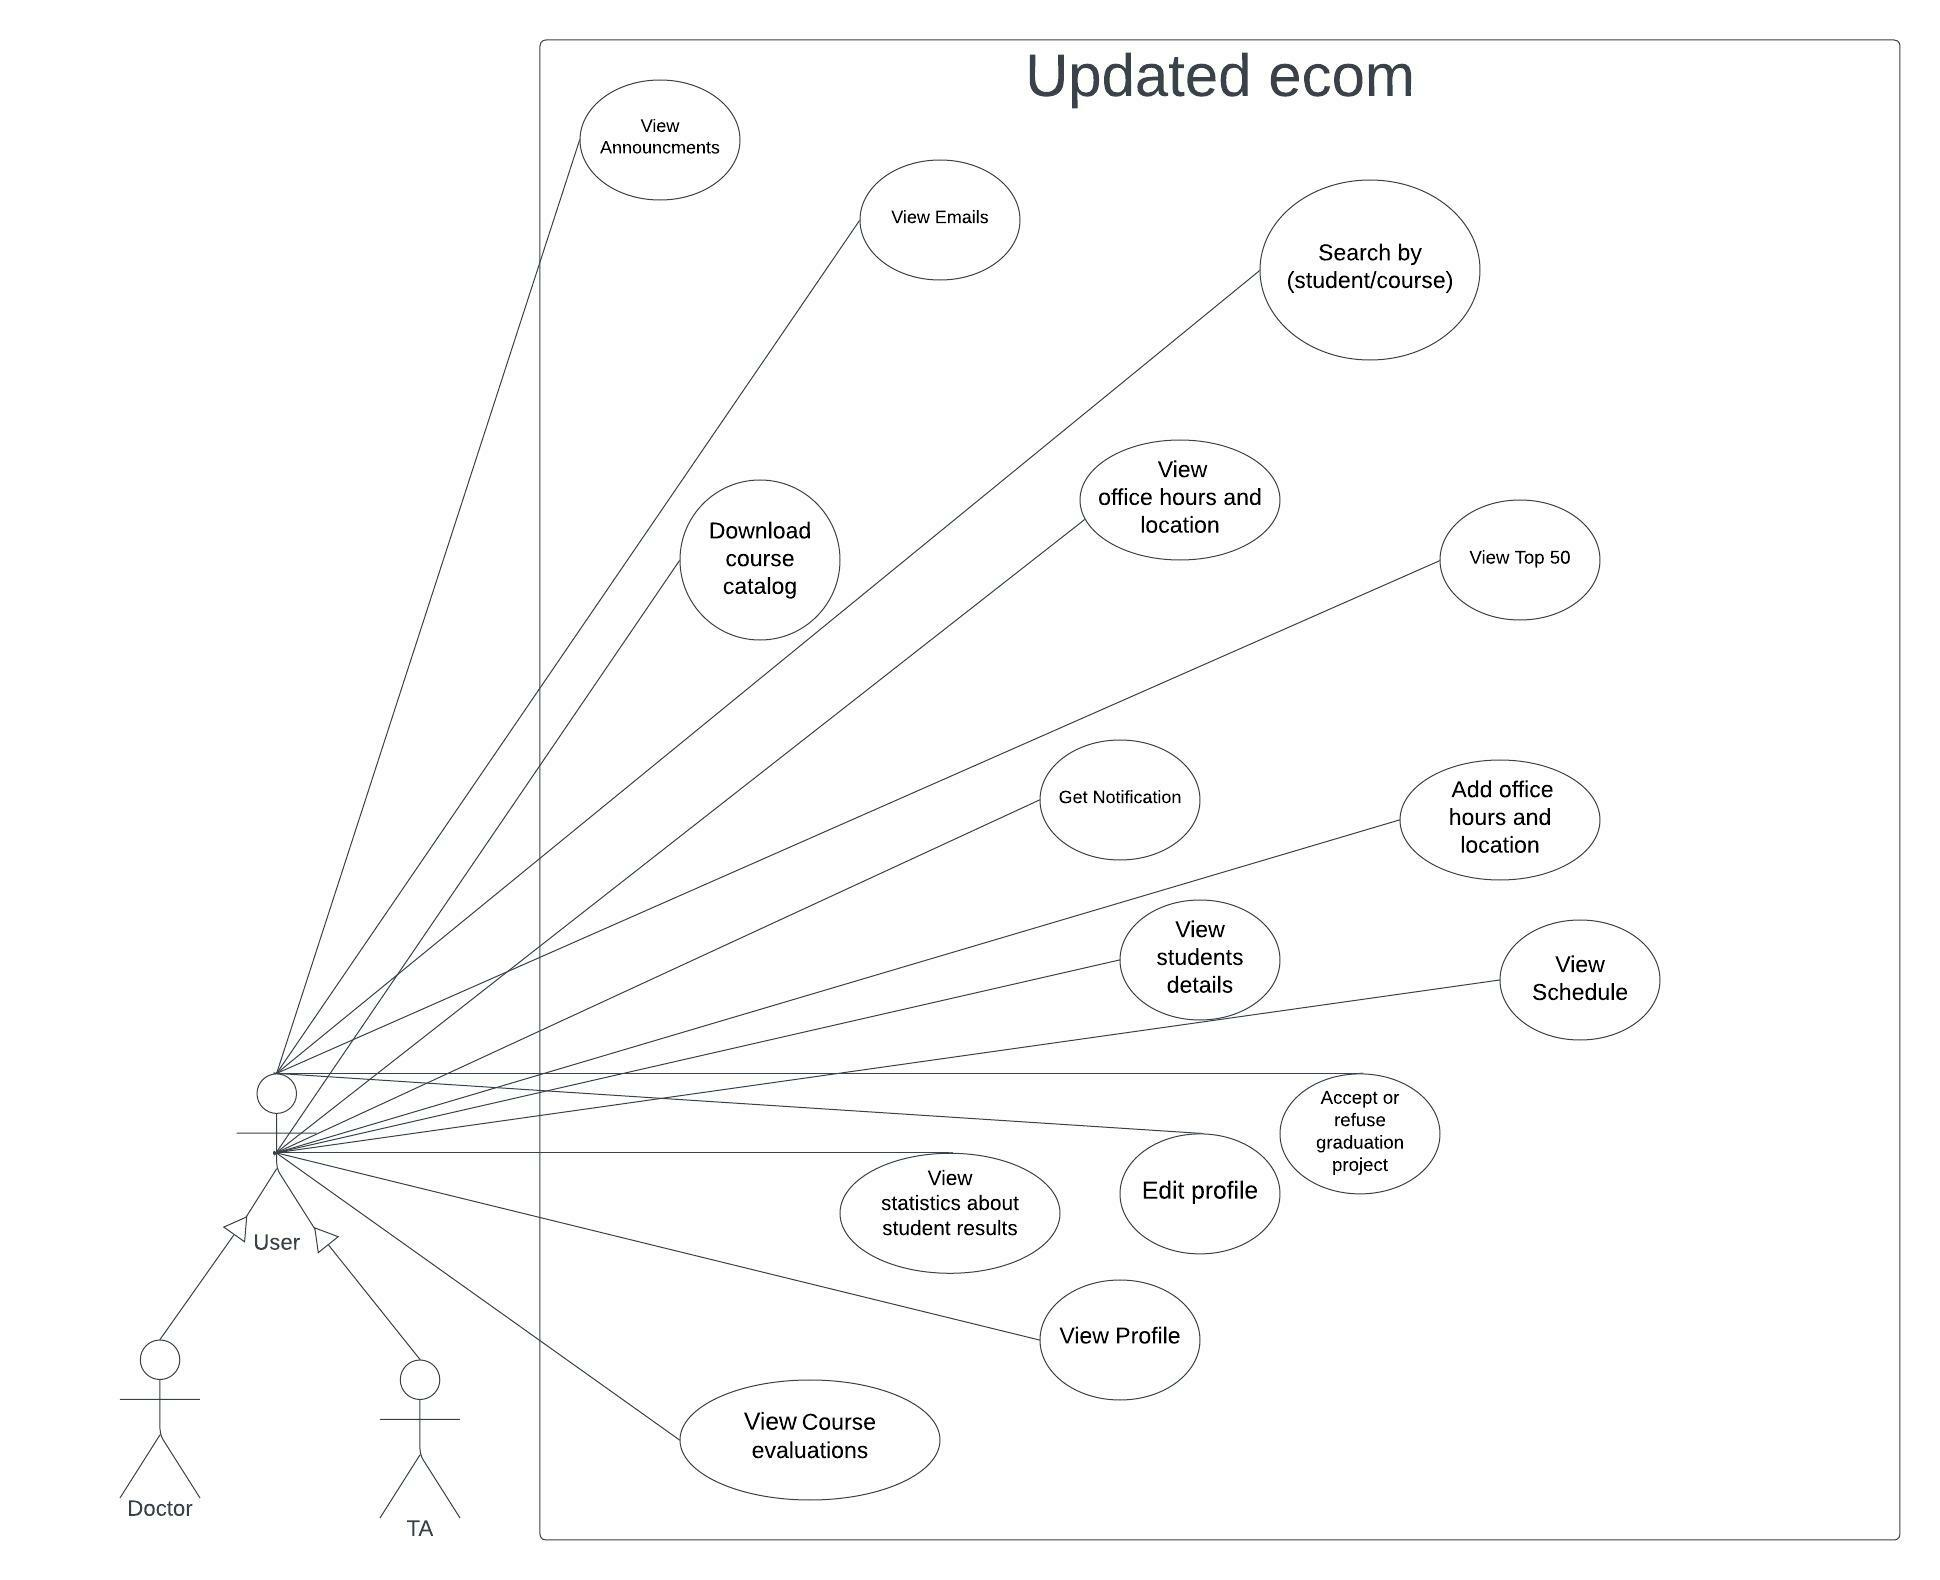 Updated ecom
View
Announcments
View Emails
Search by
(student/course)
View
office hours and
location
Download
course
catalog
View Top 50
Get Notification
Add office
hours and
location
View
students
details
View
Schedule
Accept or
refuse
graduation
project
Edit profile
View
statistics about
student results
User
View Profile
View Course
evaluations
Doctor
TA